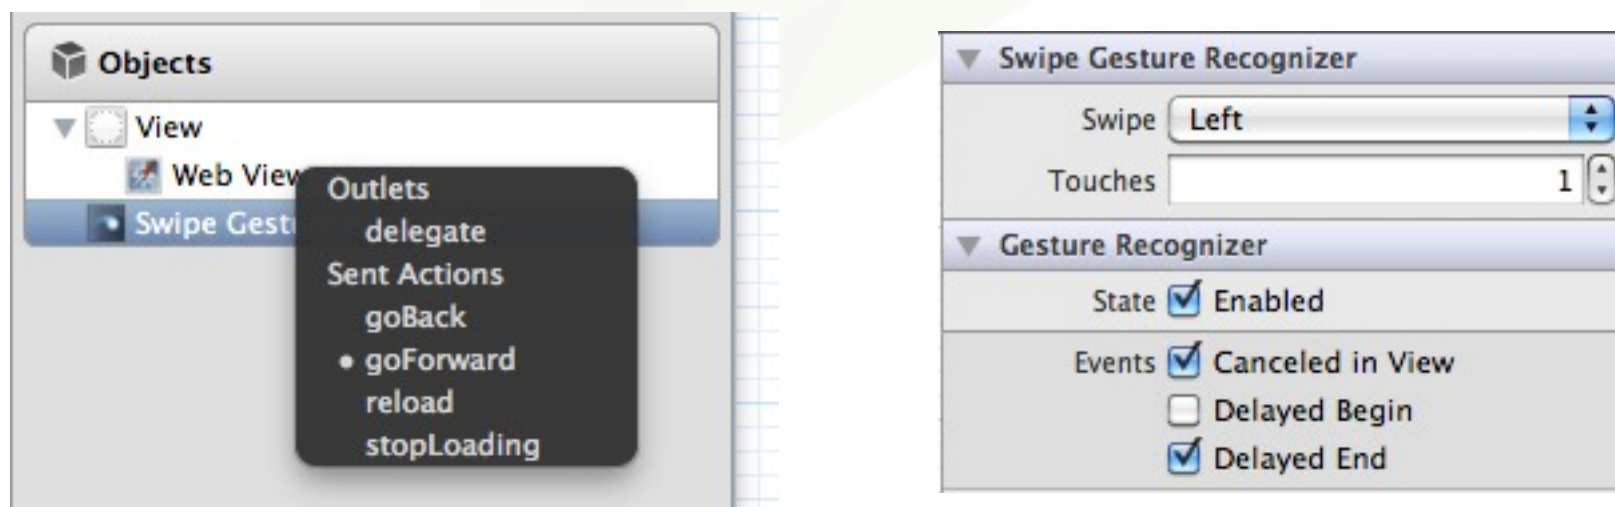 Objects
View
Web View
Swipe Gest
Outlets
delegate
Sent Actions
goBack
• goForward
reload
stopLoading
Swipe Gesture Recognizer
Swipe Left
Touches 1
Gesture Recognizer
State Enabled
Events Canceled in View
Delayed Begin
Delayed End